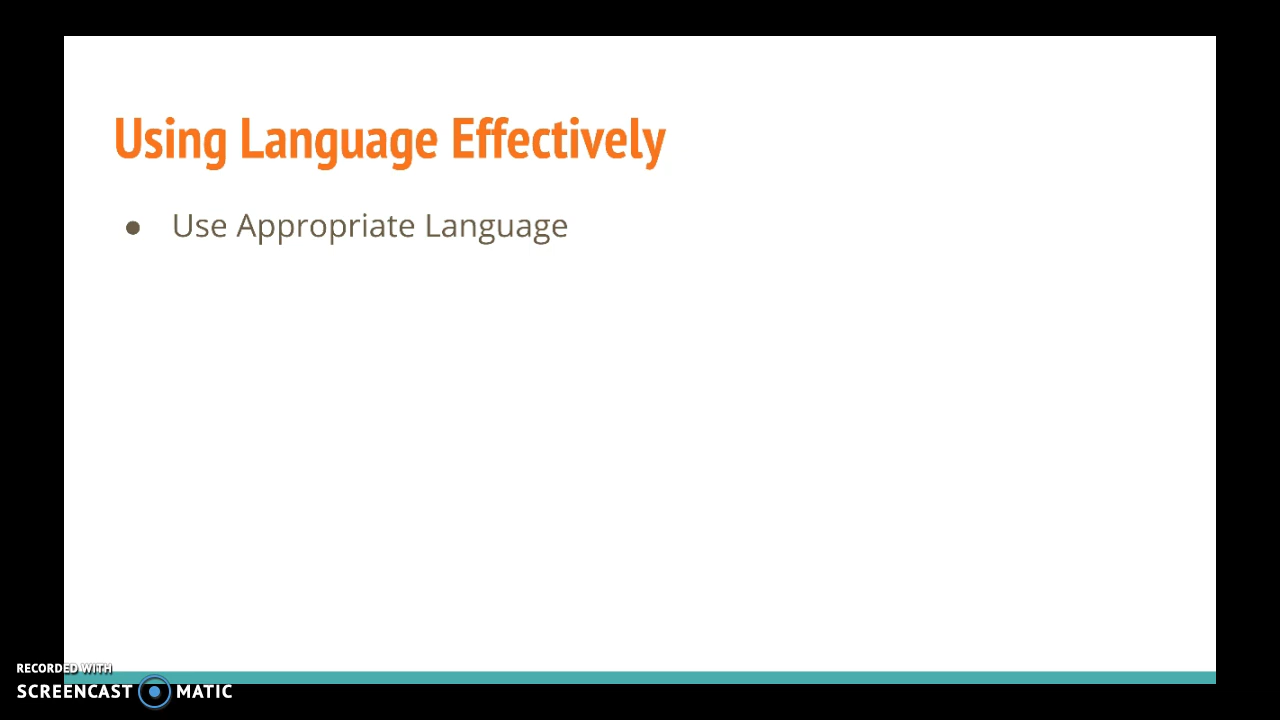 Using Language Effectively
● Use Appropriate Language
RECORDED WITH
SCREENCAST MATIC